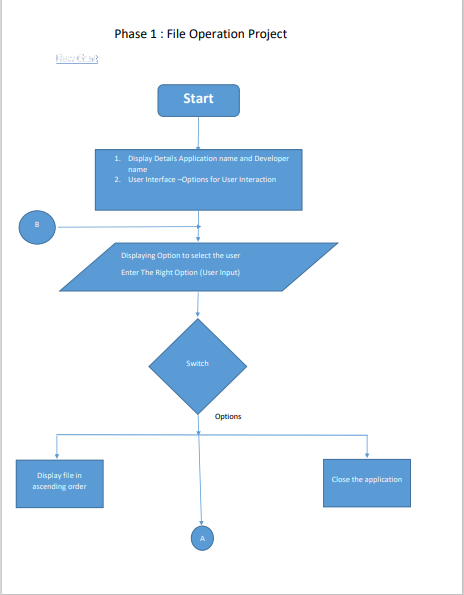 Phase 1 : File Operation Project
Flow Chat:
Start
1. Display Details Application name and Developer
name
2. User Interface –Options for User Interaction
B
Displaying Option to select the user
Enter The Right Option (User Input)
Switch
Options
Display file in
ascending order
Close the application
A